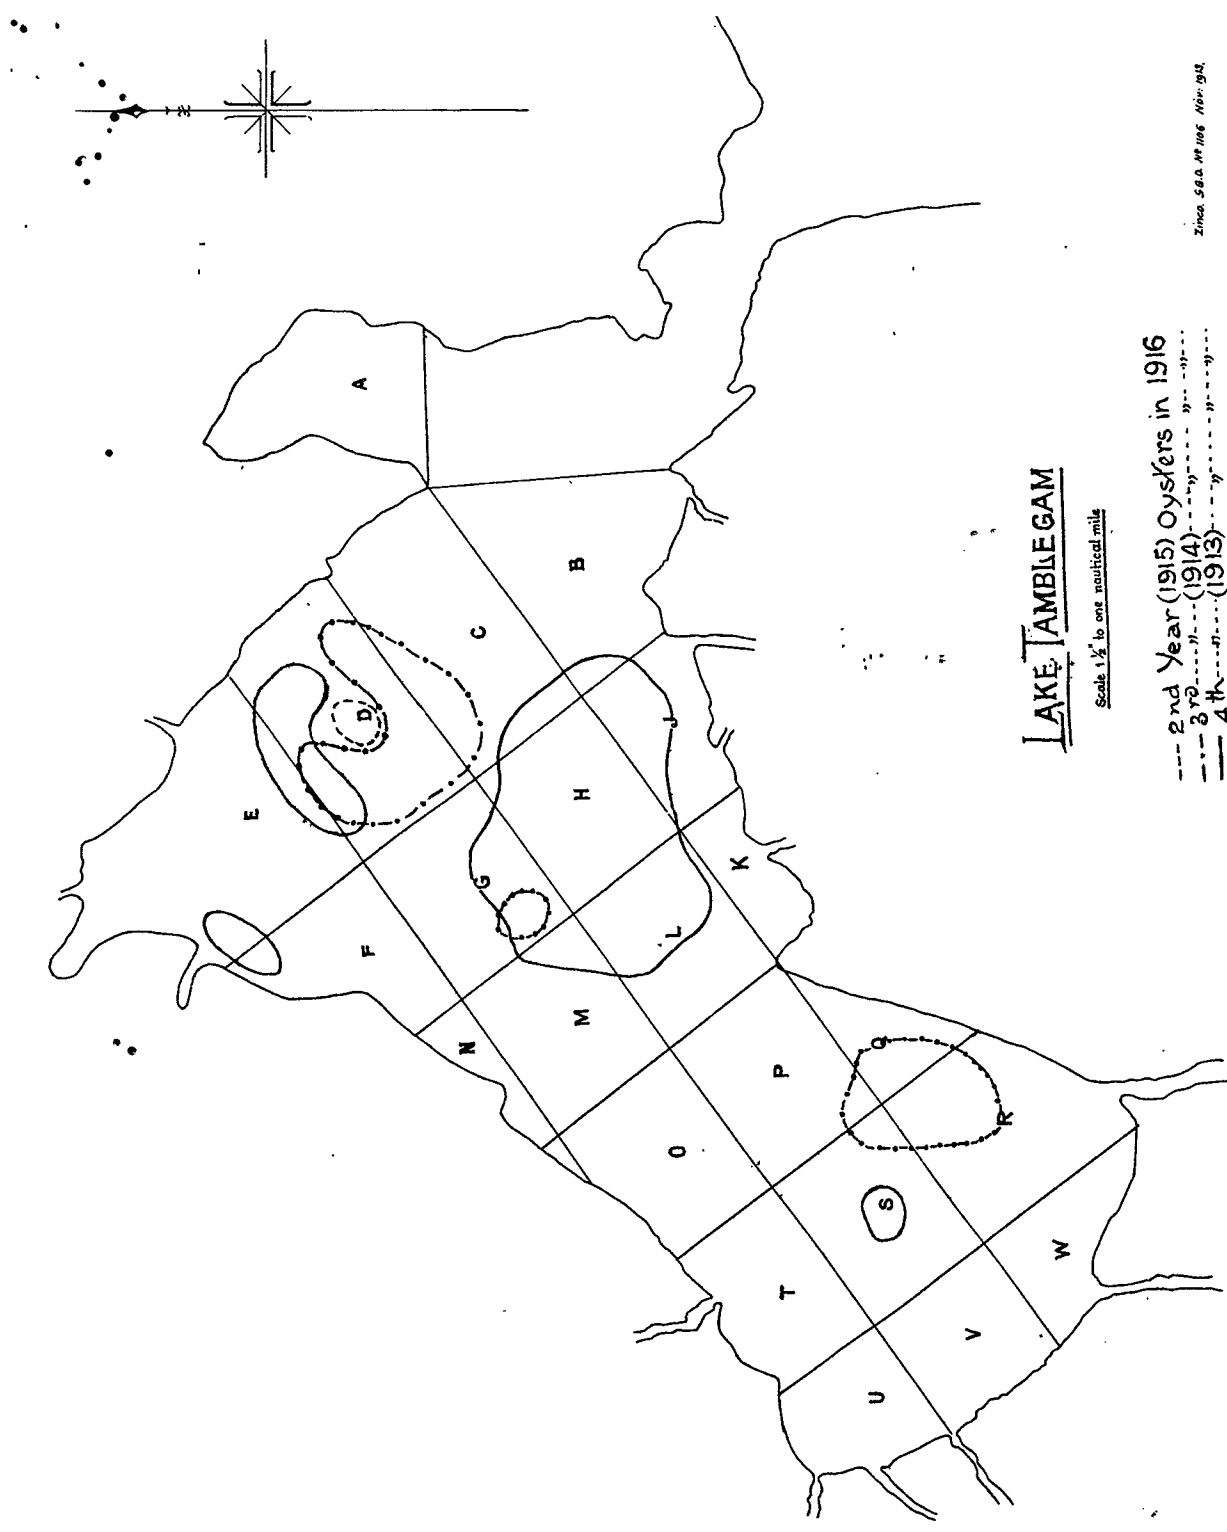 N
A
B
C
D
E
F
G
H
J
K
L
M
N
O
P
Q
R
S
T
U
V
W
LAKE TAMBLEGAM
Scale 1½" to one nautical mile
--- 2nd Year (1915) Oysters in 1916
-·- 3rd ----"---- (1914) ----"---- "----"----
—— 4th ----"---- (1913) ----"---- "----"----
Zinco. S.G.O. Nº 1106 Nov: 1918.